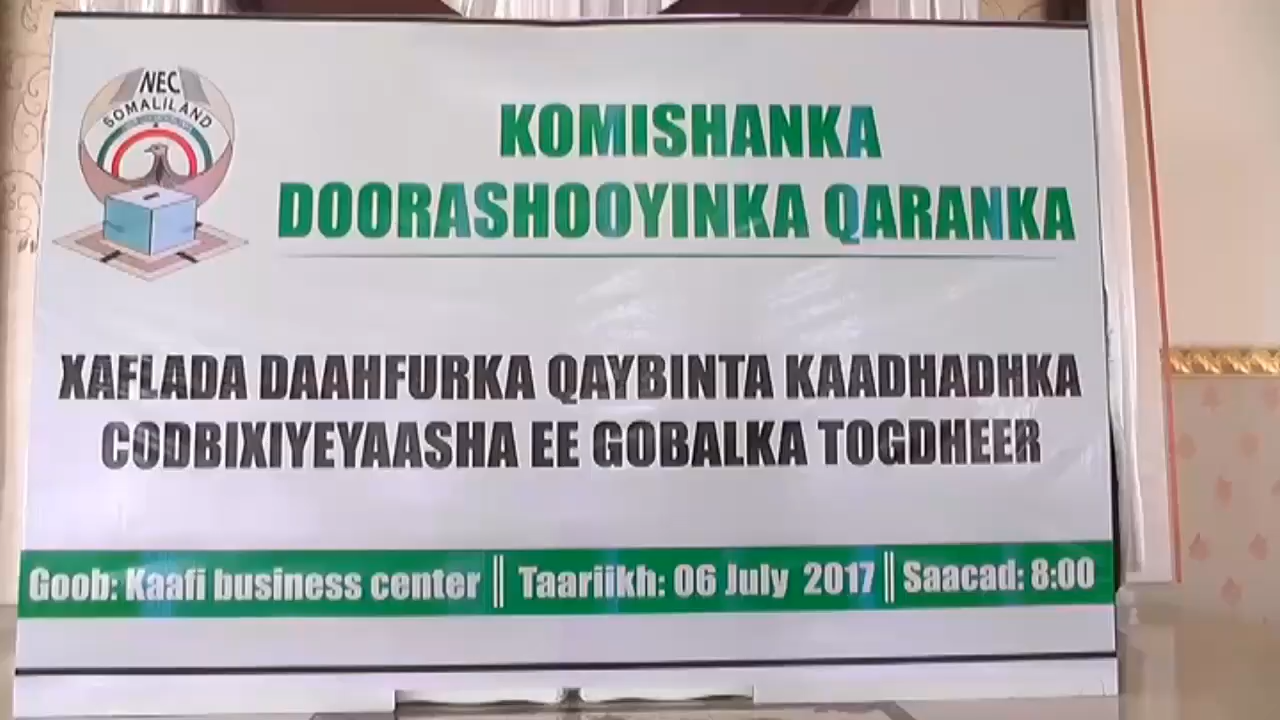 NEC
SOMALILAND
KOMISHANKA
DOORASHOOYINKA QARANKA
XAFLADA DAAHFURKA QAYBINTA KAADHADHKA
CODBIXIYEYAASHA EE GOBALKA TOGDHEER
Goob: Kaafi business center || Taariikh: 06 July 2017 || Saacad: 8:00